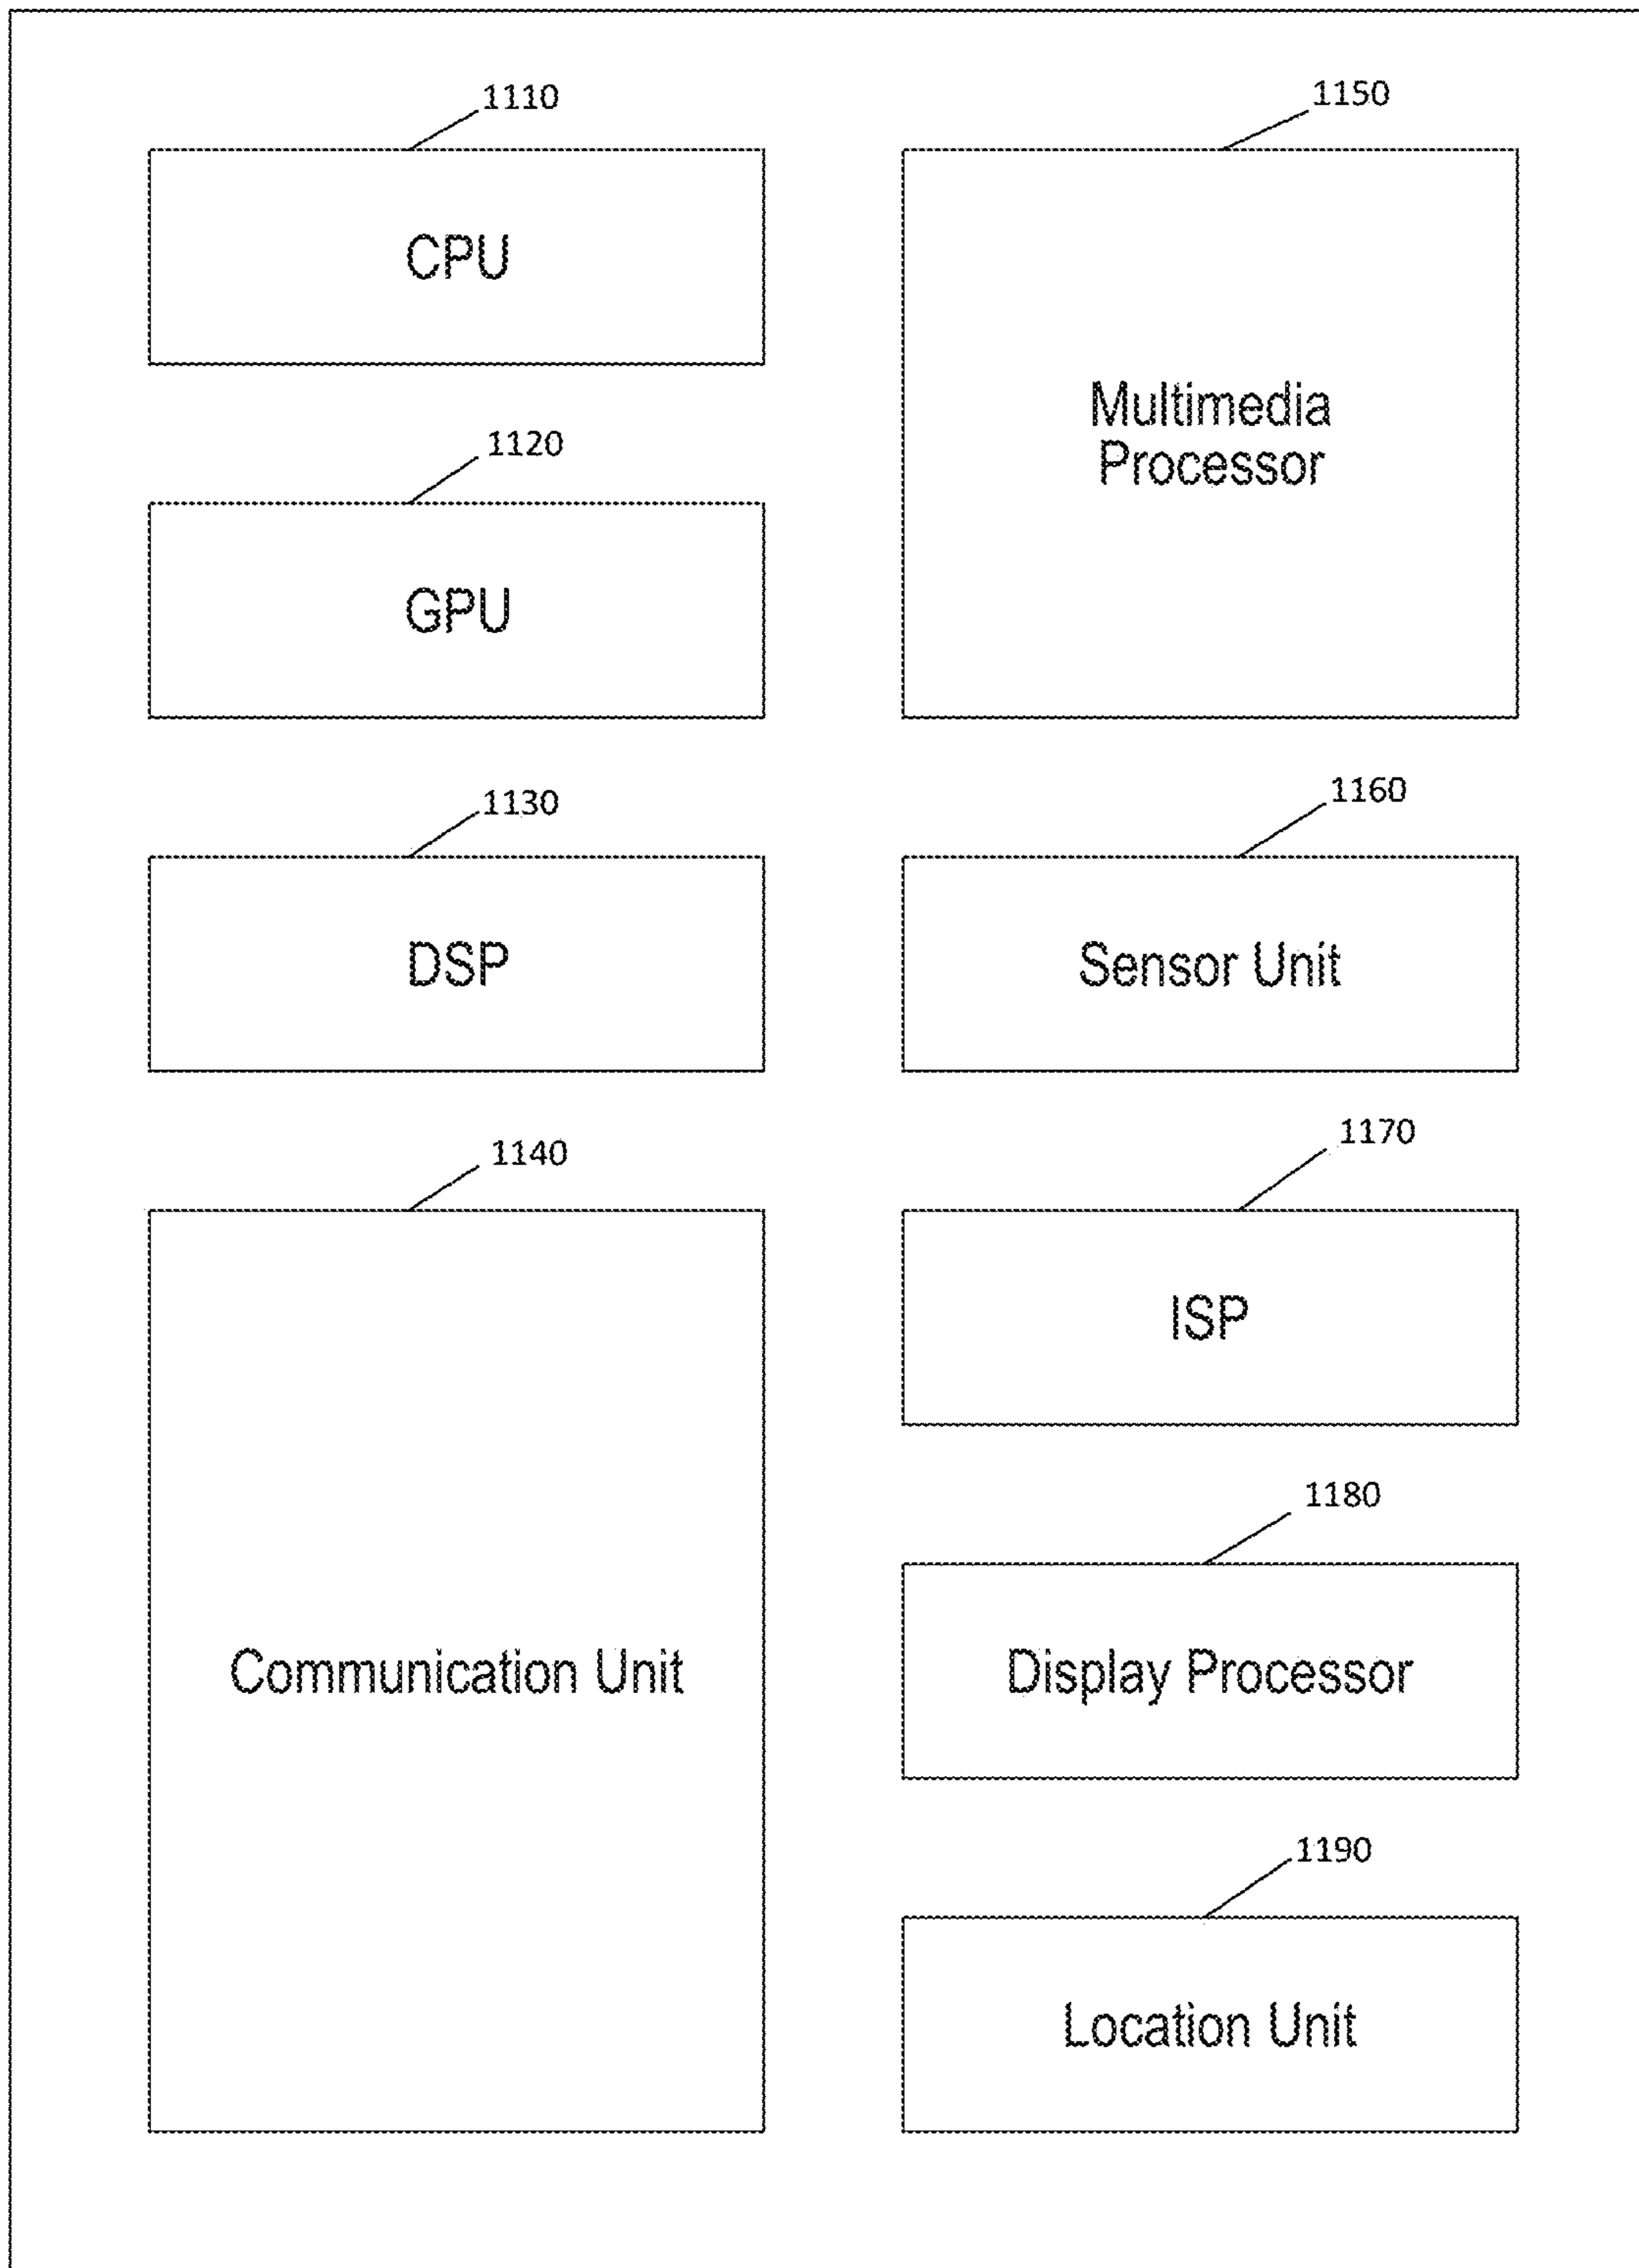 1110
CPU
1120
GPU
1130
DSP
1140
Communication Unit
1150
Multimedia
Processor
1160
Sensor Unit
1170
ISP
1180
Display Processor
1190
Location Unit